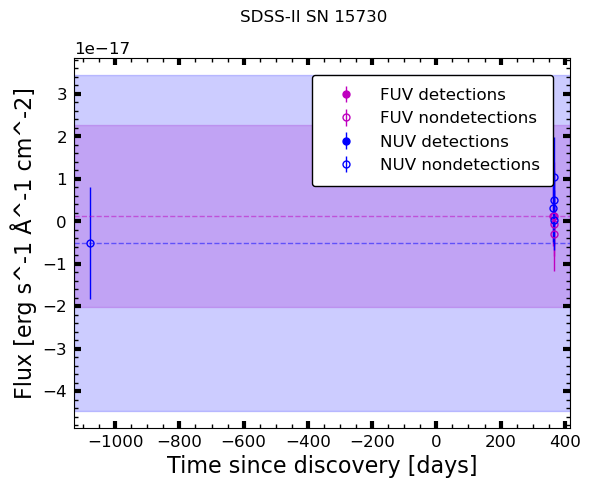 SDSS-II SN 15730
1e−17
FUV detections
FUV nondetections
NUV detections
NUV nondetections
3
2
1
0
−1
−2
−3
−4
Flux [erg s^-1 Å^-1 cm^-2]
−1000 −800 −600 −400 −200 0 200 400
Time since discovery [days]